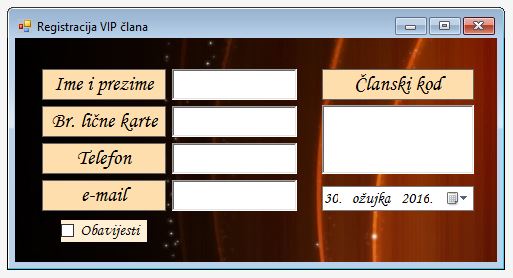 Registracija VIP člana
Ime i prezime
Br. lične karte
Telefon
e-mail
Obavijesti
Članski kod
30. ožujka 2016.